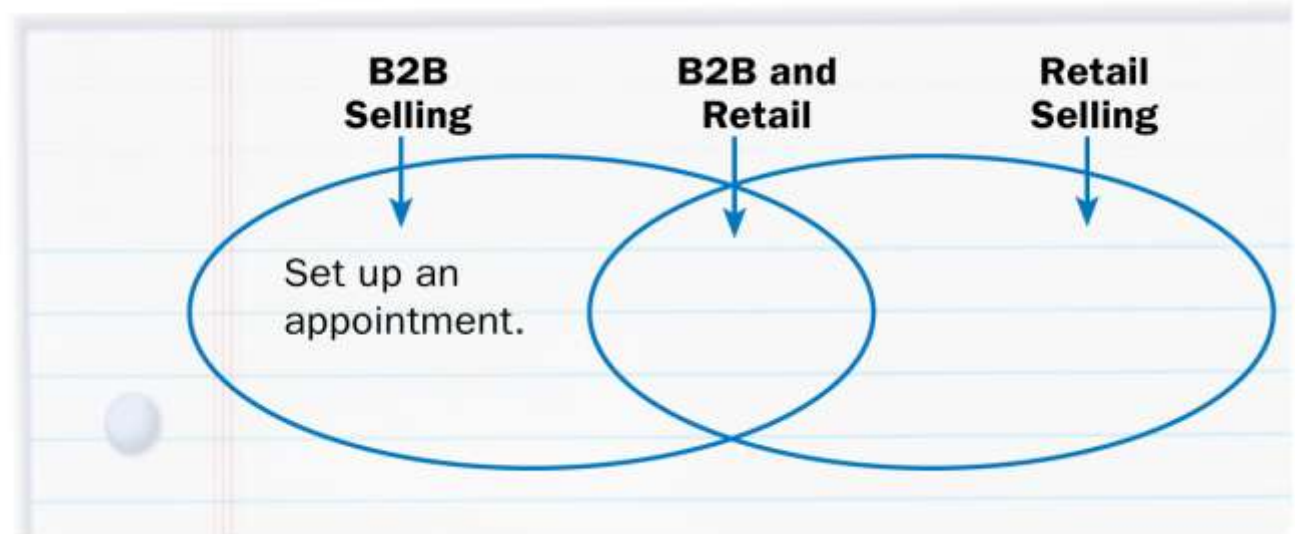 B2B
Selling
B2B and
Retail
Retail
Selling
Set up an
appointment.